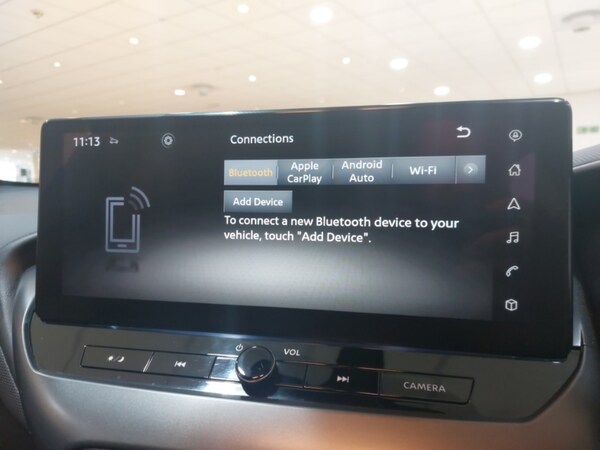 11:13
Connections
Bluetooth
Apple CarPlay
Android Auto
Wi-Fi
Add Device
To connect a new Bluetooth device to your
vehicle, touch "Add Device".
VOL
CAMERA